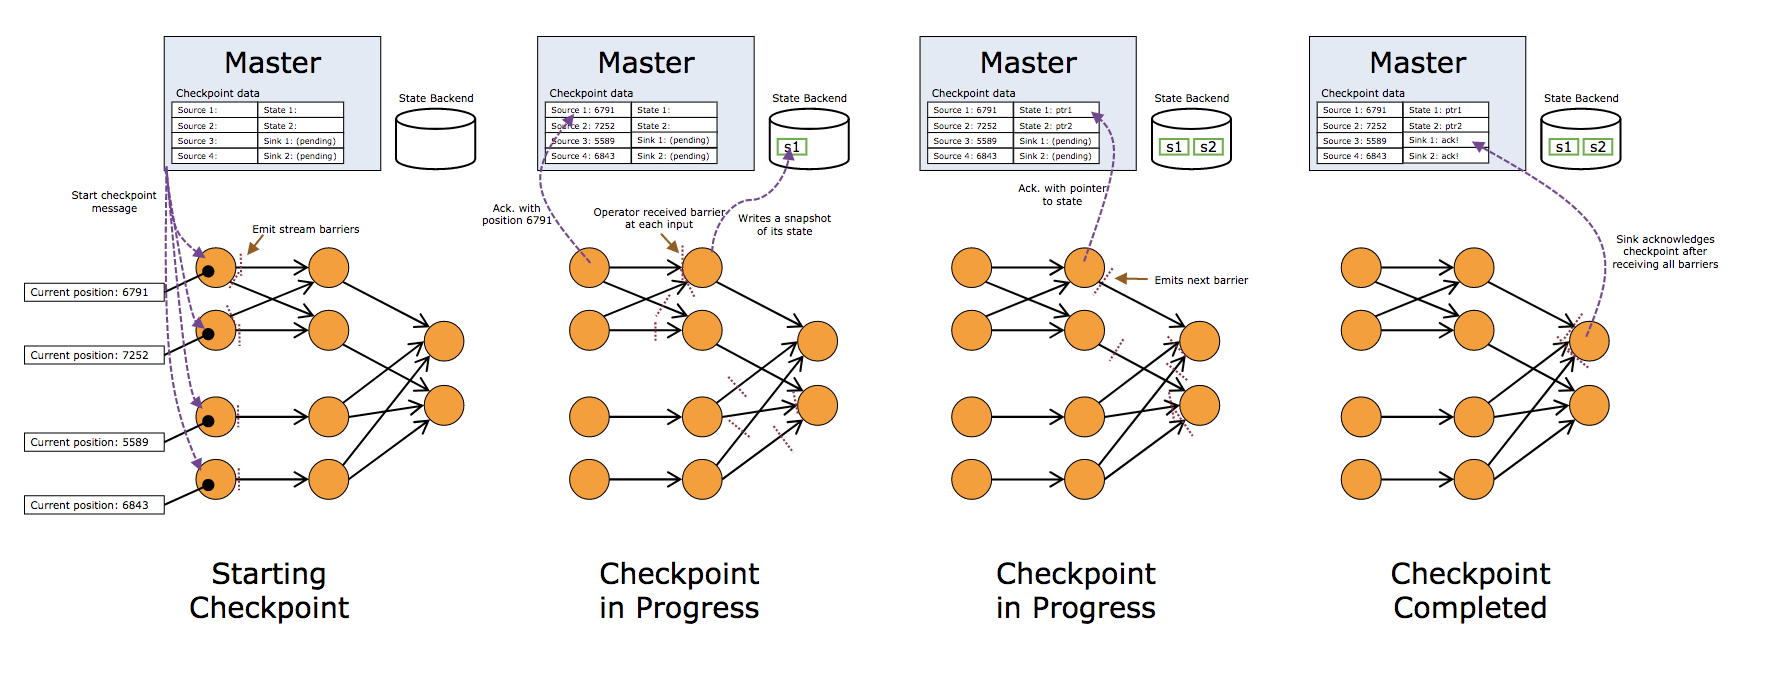 Master
Checkpoint data
Source 1:
State 1:
Source 2:
State 2:
Source 3:
Sink 1: (pending)
Source 4:
Sink 2: (pending)
State Backend
Start checkpoint
message
Emit stream barriers
Current position: 6791
Current position: 7252
Current position: 5589
Current position: 6843
Starting
Checkpoint
Master
Checkpoint data
Source 1: 6791
State 1:
Source 2: 7252
State 2:
Source 3: 5589
Sink 1: (pending)
Source 4: 6843
Sink 2: (pending)
State Backend
s1
Ack. with
position 6791
Operator received barrier
at each input
Writes a snapshot
of its state
Checkpoint
in Progress
Master
Checkpoint data
Source 1: 6791
State 1: ptr1
Source 2: 7252
State 2: ptr2
Source 3: 5589
Sink 1: (pending)
Source 4: 6843
Sink 2: (pending)
State Backend
s1
s2
Ack. with pointer
to state
Emits next barrier
Checkpoint
in Progress
Master
Checkpoint data
Source 1: 6791
State 1: ptr1
Source 2: 7252
State 2: ptr2
Source 3: 5589
Sink 1: ack!
Source 4: 6843
Sink 2: ack!
State Backend
s1
s2
Sink acknowledges
checkpoint after
receiving all barriers
Checkpoint
Completed